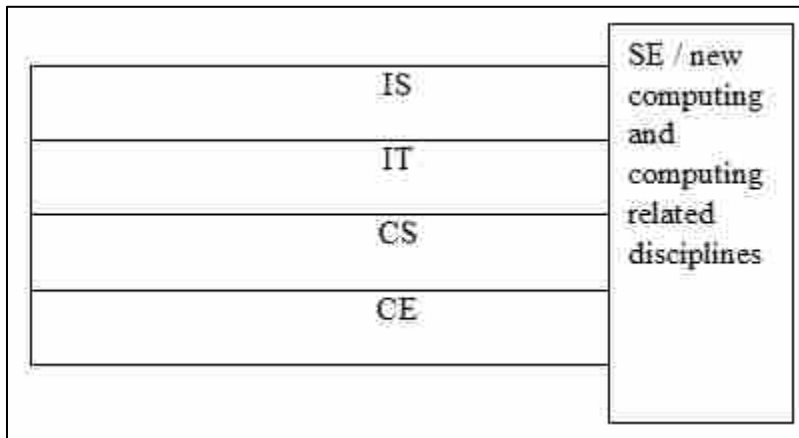 IS
IT
CS
CE
SE / new
computing
and
computing
related
disciplines